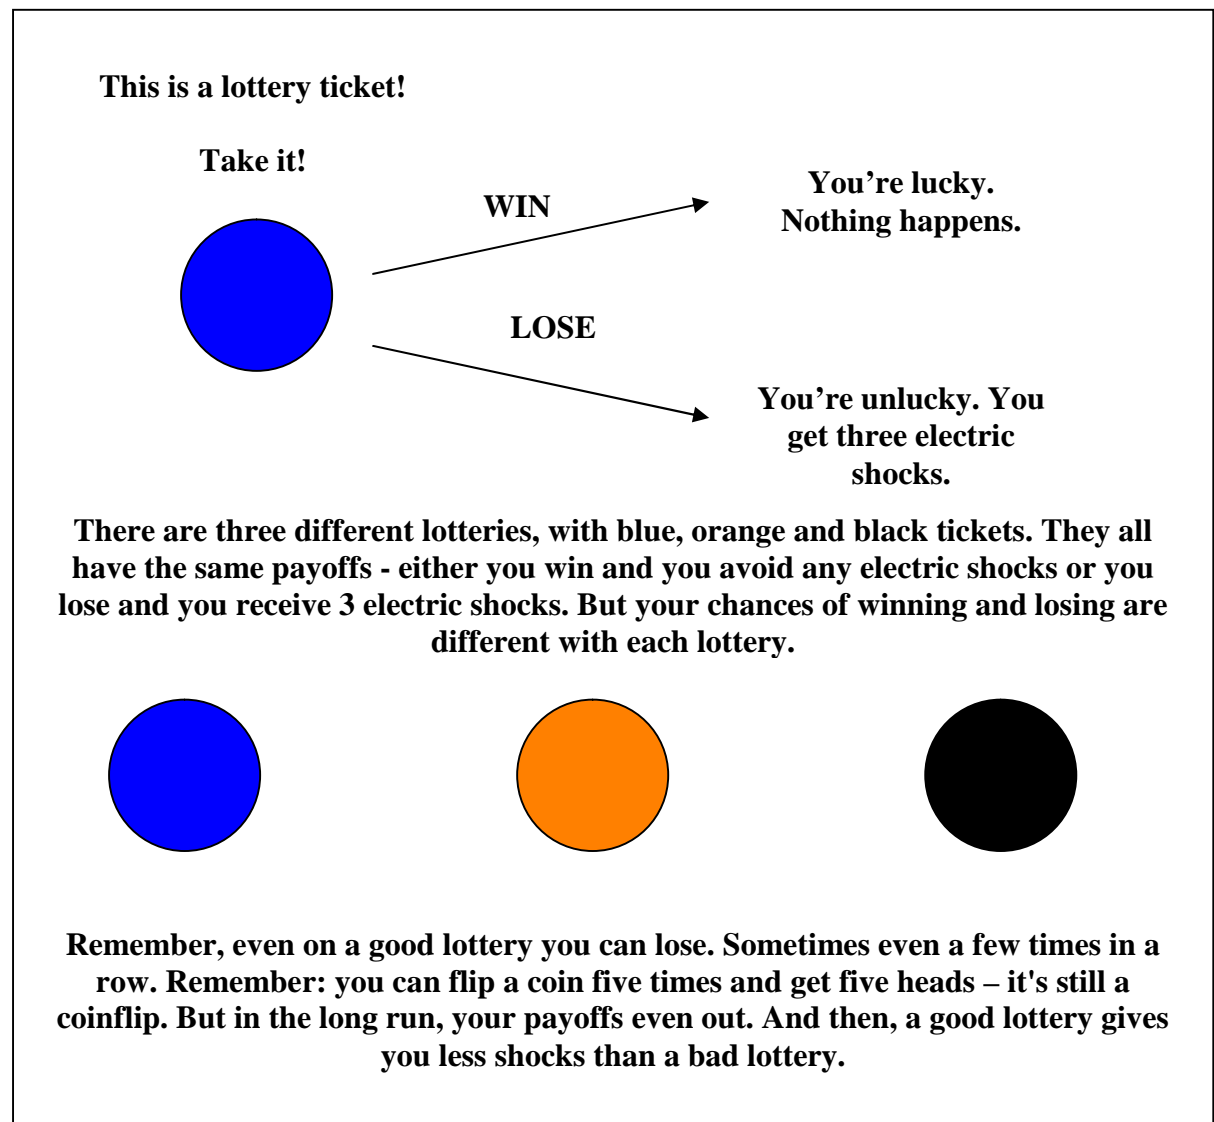 This is a lottery ticket!
Take it!
WIN
You’re lucky.
Nothing happens.
LOSE
You’re unlucky. You
get three electric
shocks.
There are three different lotteries, with blue, orange and black tickets. They all
have the same payoffs - either you win and you avoid any electric shocks or you
lose and you receive 3 electric shocks. But your chances of winning and losing are
different with each lottery.
Remember, even on a good lottery you can lose. Sometimes even a few times in a
row. Remember: you can flip a coin five times and get five heads – it's still a
coinflip. But in the long run, your payoffs even out. And then, a good lottery gives
you less shocks than a bad lottery.